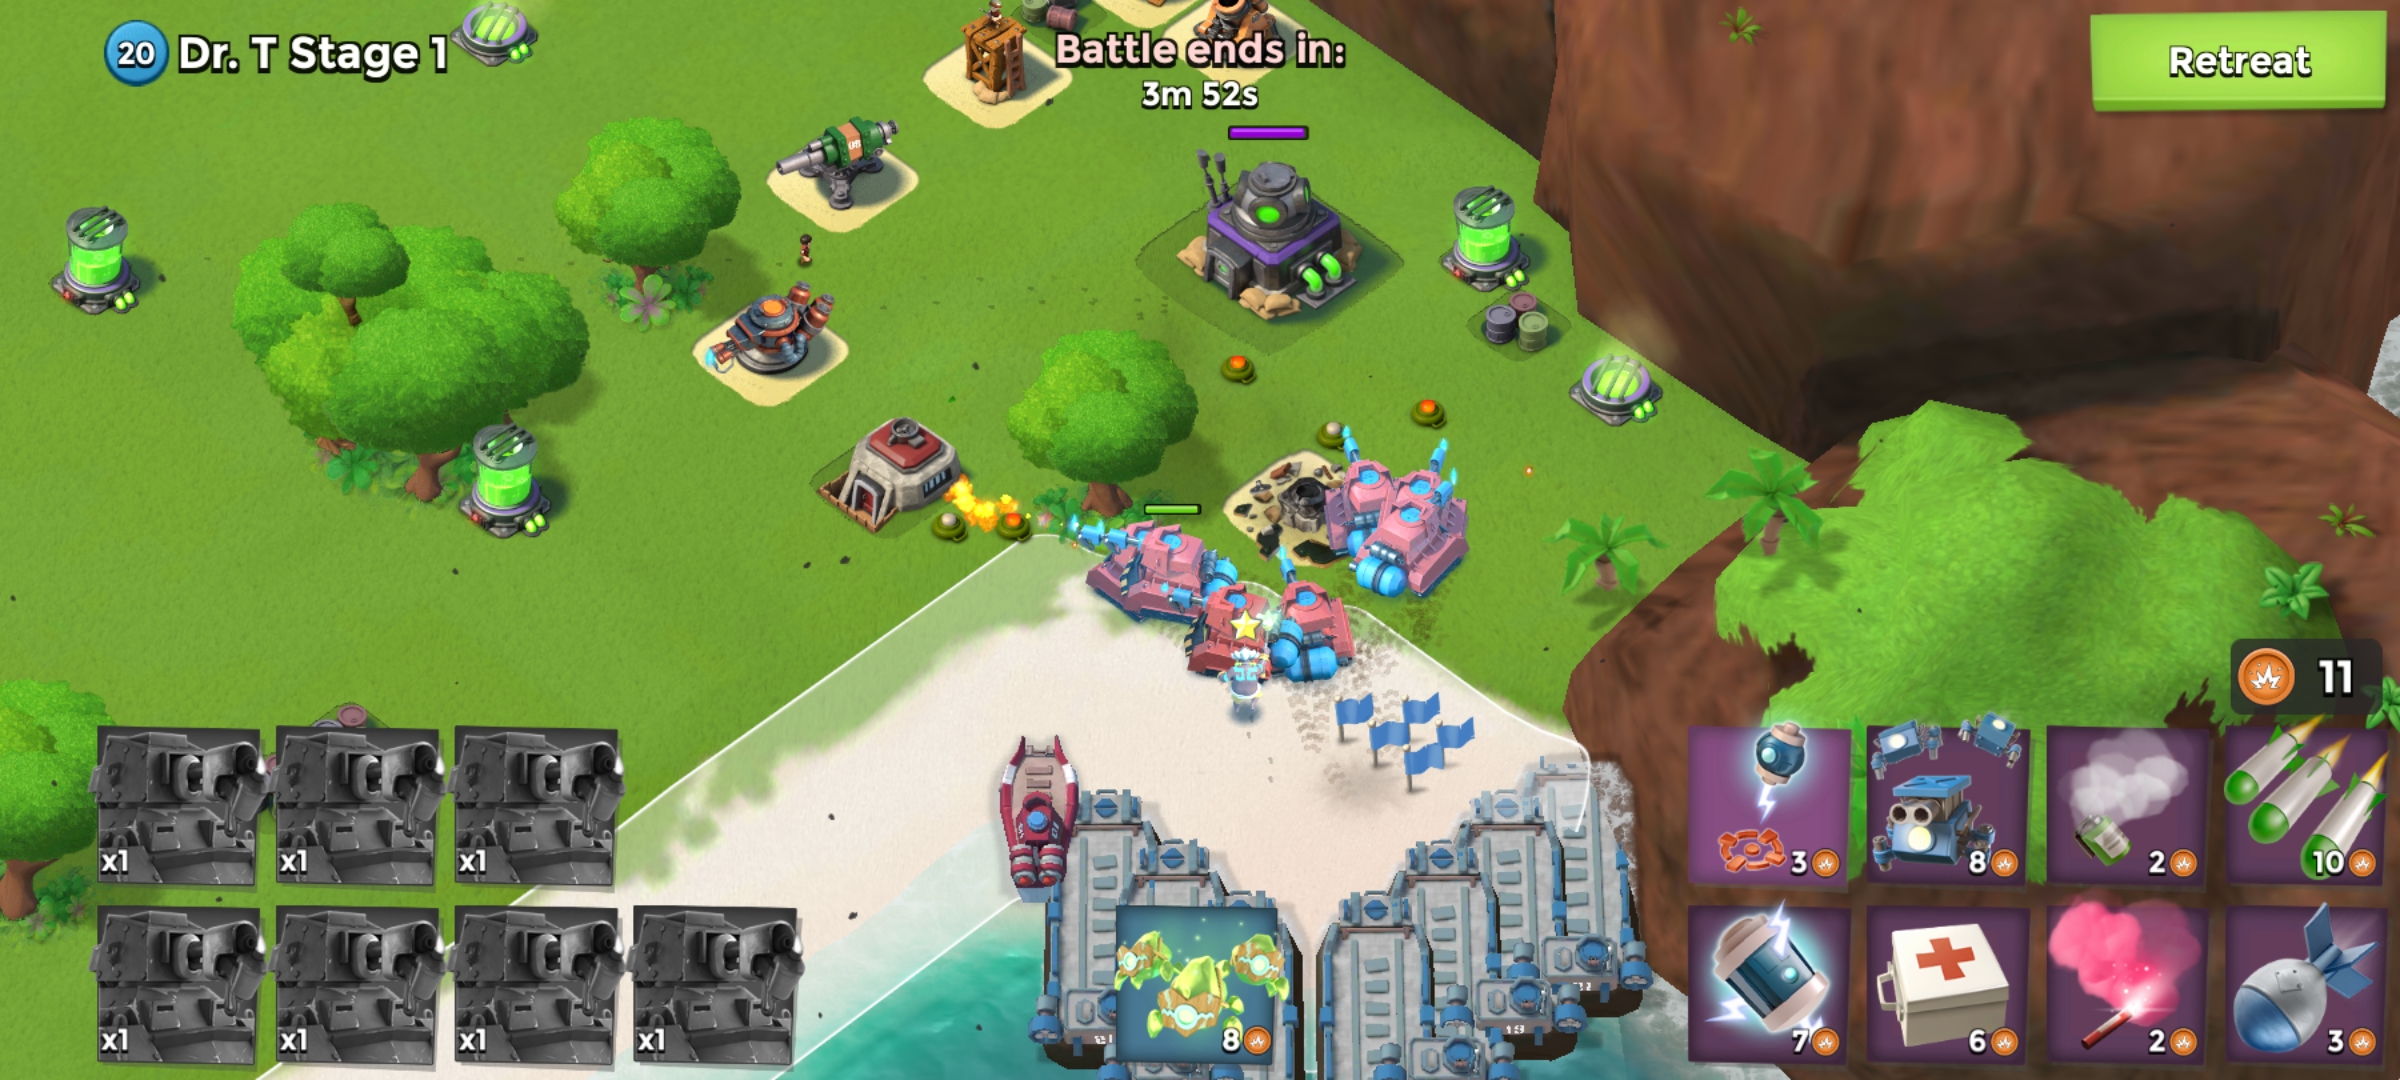 20 Dr. T Stage 1
Battle ends in:
3m 52s
Retreat
11
x1 x1 x1
3 8 2 10
x1 x1 x1 x1
8
7 6 2 3
19